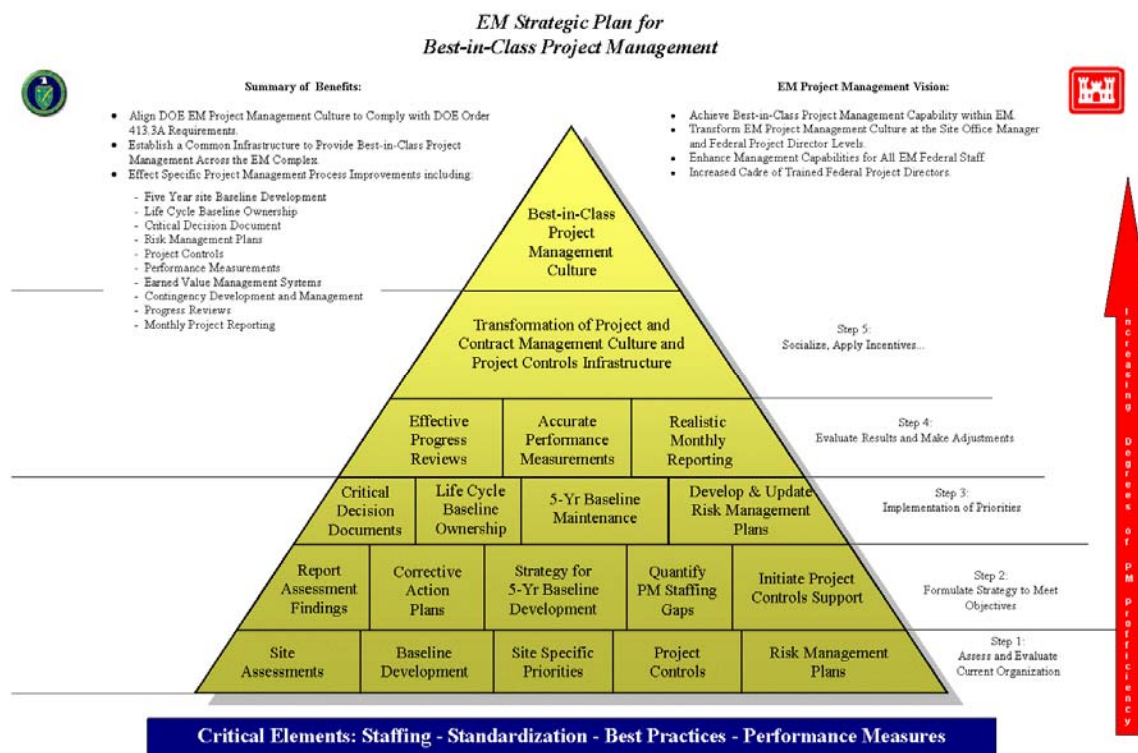 EM Strategic Plan for
Best-in-Class Project Management
Summary of Benefits:
● Align DOE EM Project Management Culture to Comply with DOE Order
413.3A Requirements.
● Establish a Common Infrastructure to Provide Best-in-Class Project
Management Across the EM Complex.
● Effect Specific Project Management Process Improvements including:
- Five Year site Baseline Development
- Life Cycle Baseline Ownership
- Critical Decision Document
- Risk Management Plans
- Project Controls
- Performance Measurements
- Earned Value Management Systems
- Contingency Development and Management
- Progress Reviews
- Monthly Project Reporting
EM Project Management Vision:
● Achieve Best-in-Class Project Management Capability within EM.
● Transform EM Project Management Culture at the Site Office Manager
and Federal Project Director Levels.
● Enhance Management Capabilities for All EM Federal Staff.
● Increased Cadre of Trained Federal Project Directors.
Best-in-Class
Project
Management
Culture
Transformation of Project and
Contract Management Culture and
Project Controls Infrastructure
Step 5:
Socialize, Apply Incentives...
Effective
Progress
Reviews
Accurate
Performance
Measurements
Realistic
Monthly
Reporting
Step 4:
Evaluate Results and Make Adjustments
Critical
Decision
Documents
Life Cycle
Baseline
Ownership
5-Yr Baseline
Maintenance
Develop & Update
Risk Management
Plans
Step 3:
Implementation of Priorities
Report
Assessment
Findings
Corrective
Action
Plans
Strategy for
5-Yr Baseline
Development
Quantify
PM Staffing
Gaps
Initiate Project
Controls Support
Step 2:
Formulate Strategy to Meet
Objectives
Site
Assessments
Baseline
Development
Site Specific
Priorities
Project
Controls
Risk Management
Plans
Step 1:
Assess and Evaluate
Current Organization
Increasing Degrees of PM Proficiency
Critical Elements: Staffing - Standardization - Best Practices - Performance Measures